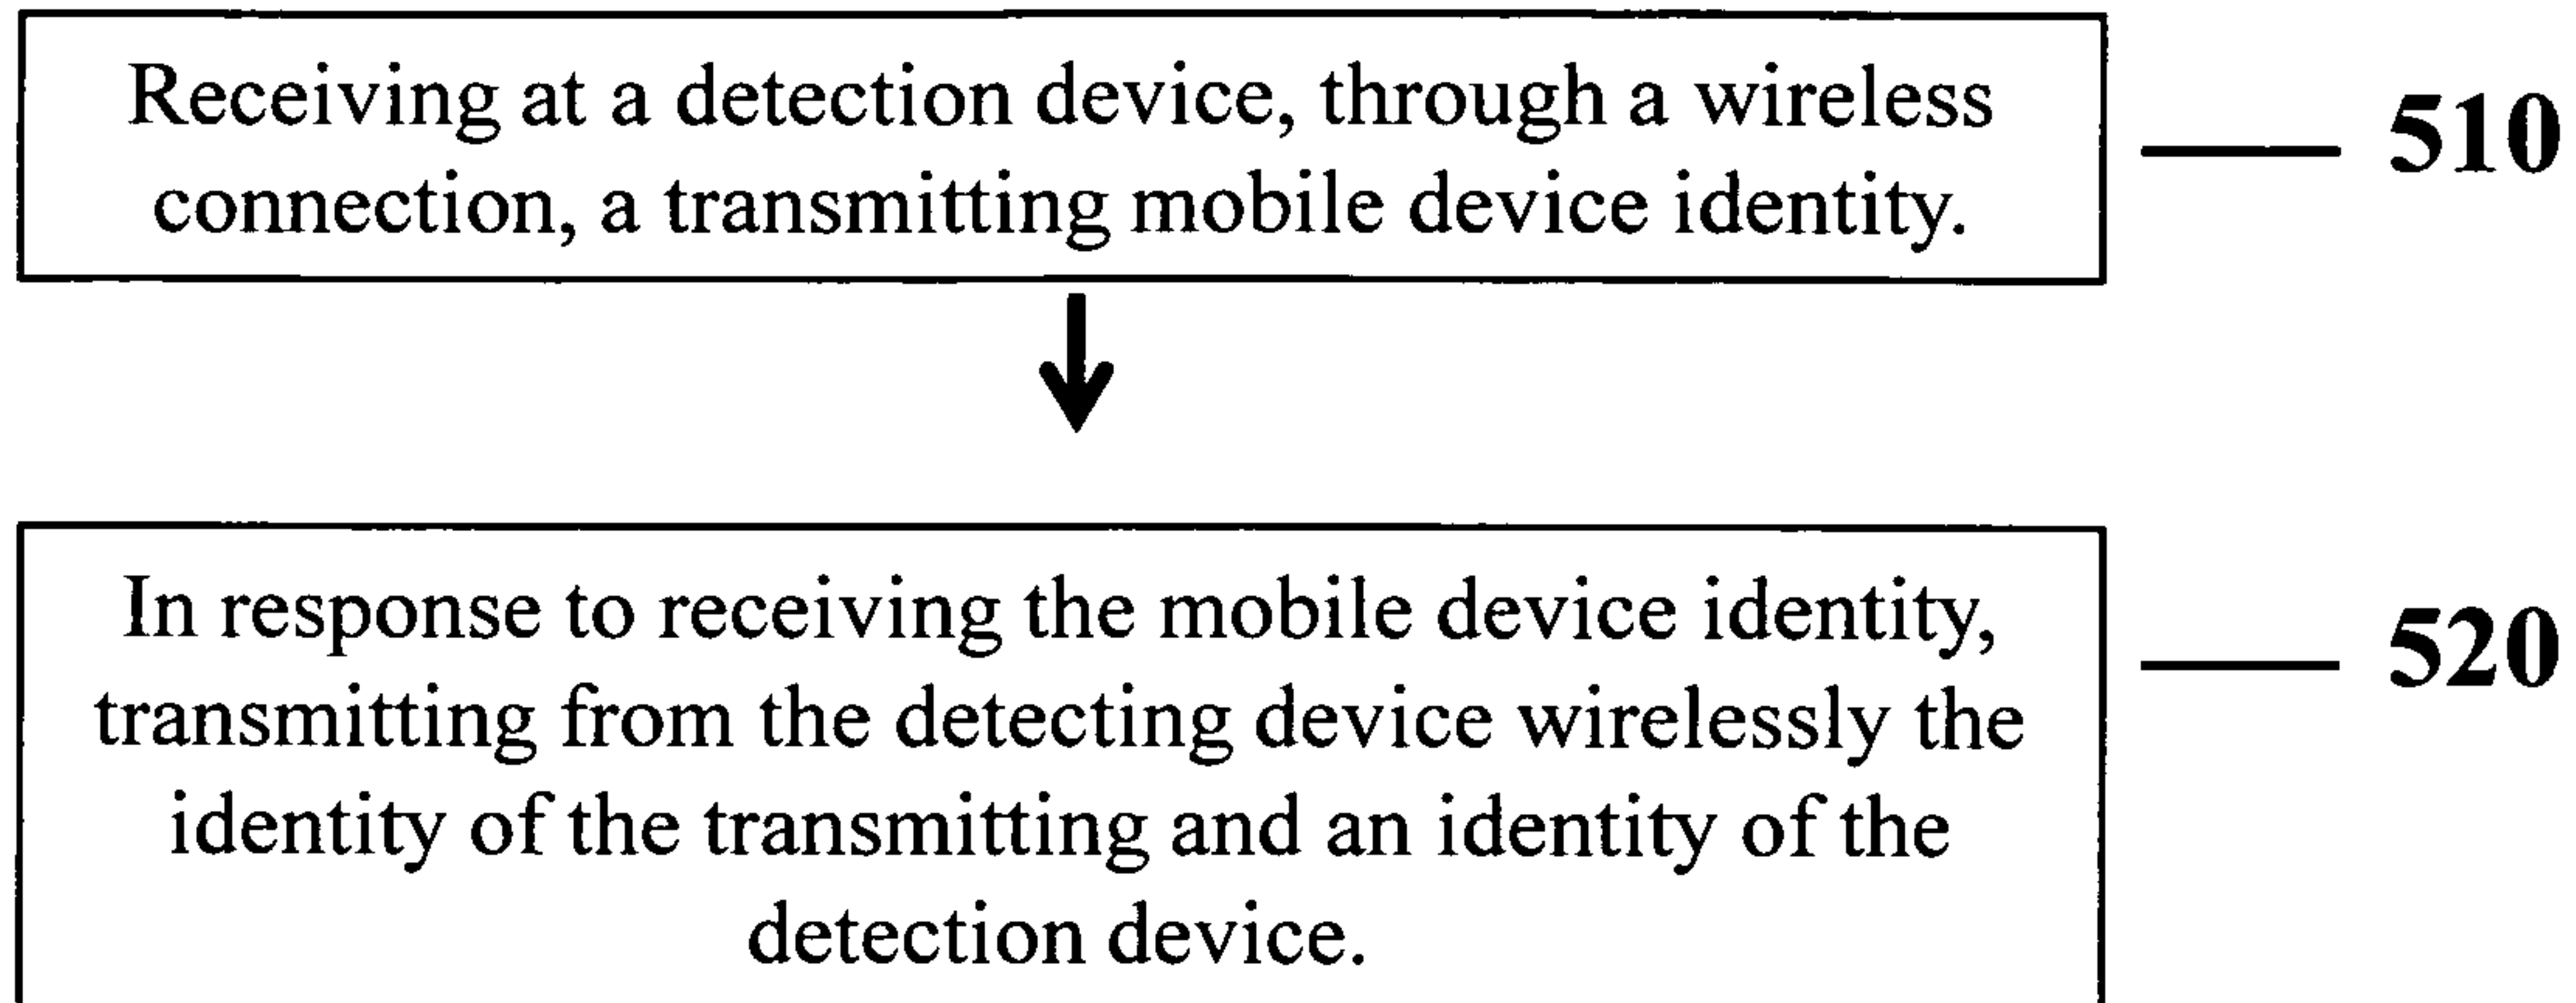 Receiving at a detection device, through a wireless
connection, a transmitting mobile device identity.
510
In response to receiving the mobile device identity,
transmitting from the detecting device wirelessly the
identity of the transmitting and an identity of the
detection device.
520